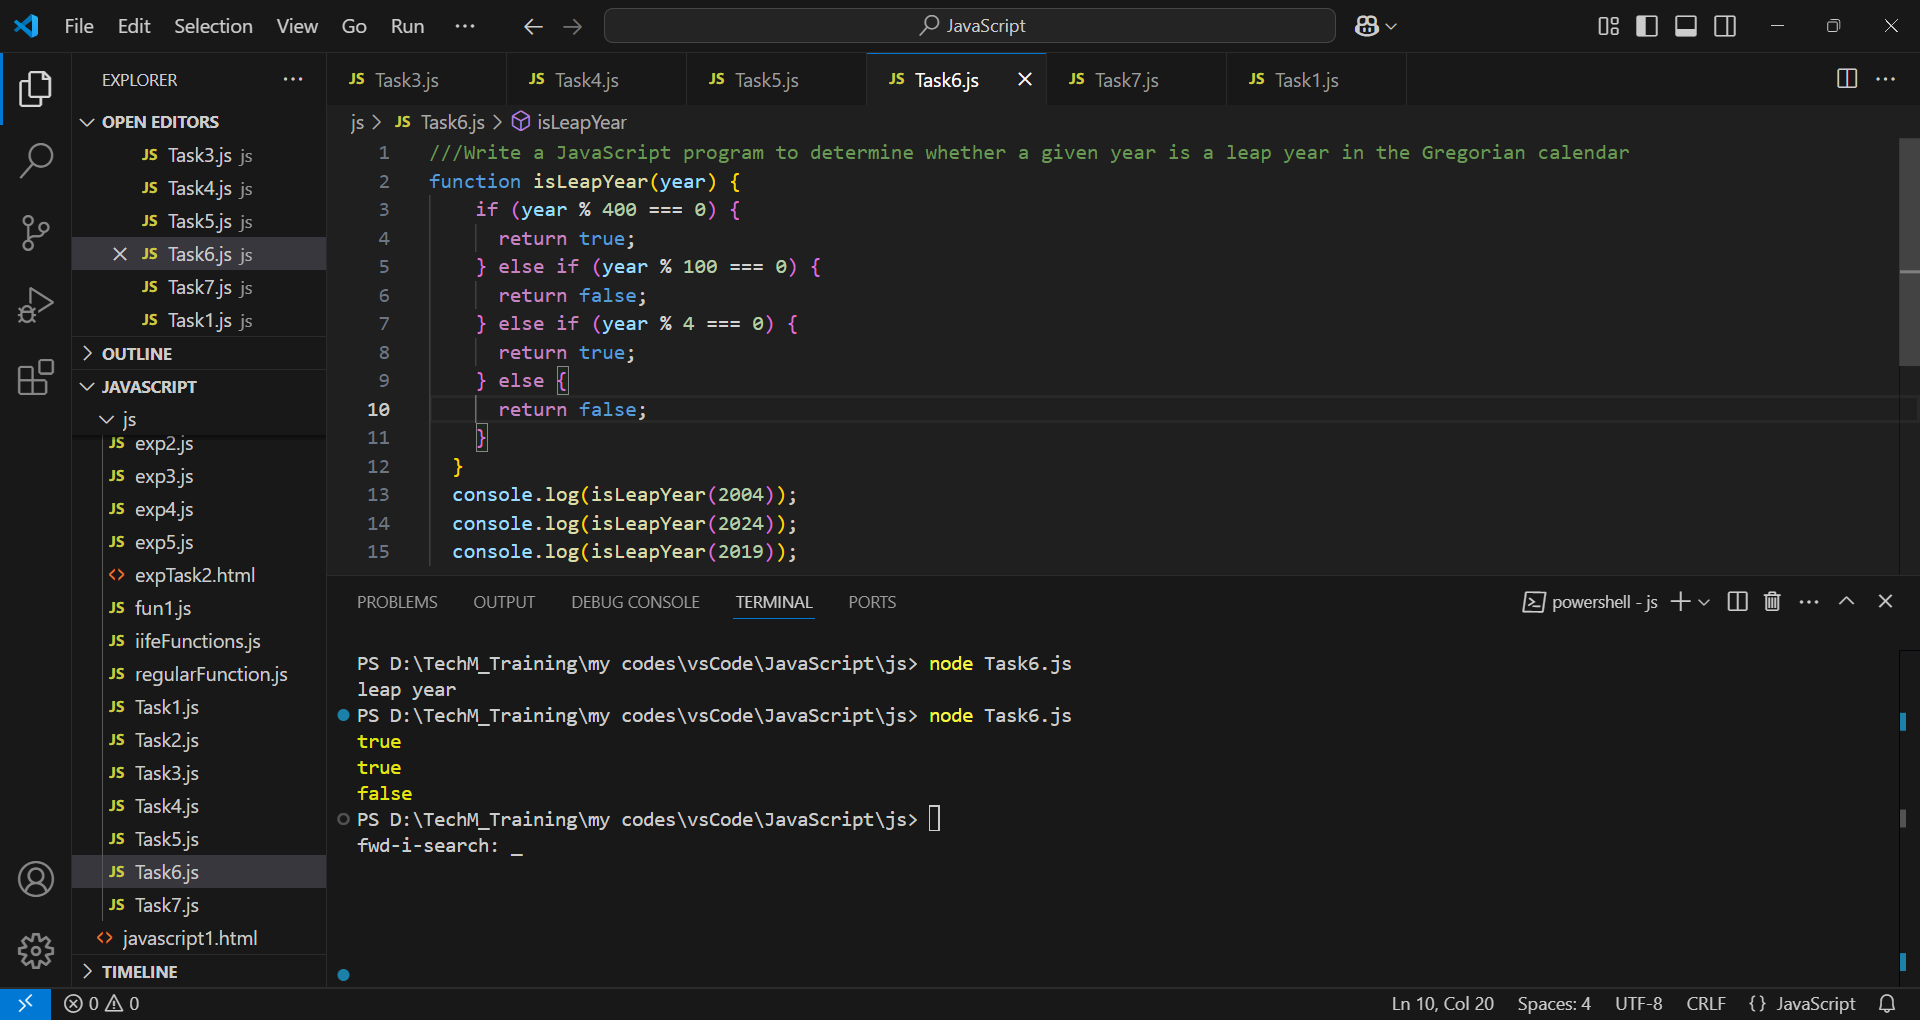 File Edit Selection View Go Run ···
JavaScript
EXPLORER
OPEN EDITORS
JS Task3.js js
JS Task4.js js
JS Task5.js js
JS Task6.js js
JS Task7.js js
JS Task1.js js
OUTLINE
JAVASCRIPT
js
JS exp2.js
JS exp3.js
JS exp4.js
JS exp5.js
<> expTask2.html
JS fun1.js
JS iifeFunctions.js
JS regularFunction.js
JS Task1.js
JS Task2.js
JS Task3.js
JS Task4.js
JS Task5.js
JS Task6.js
JS Task7.js
<> javascript1.html
TIMELINE
JS Task3.js JS Task4.js JS Task5.js JS Task6.js JS Task7.js JS Task1.js
js > JS Task6.js > isLeapYear
1 ///Write a JavaScript program to determine whether a given year is a leap year in the Gregorian calendar
2 function isLeapYear(year) {
3 if (year % 400 === 0) {
4 return true;
5 } else if (year % 100 === 0) {
6 return false;
7 } else if (year % 4 === 0) {
8 return true;
9 } else {
10 return false;
11 }
12 }
13 console.log(isLeapYear(2004));
14 console.log(isLeapYear(2024));
15 console.log(isLeapYear(2019));
PROBLEMS OUTPUT DEBUG CONSOLE TERMINAL PORTS
powershell - js
PS D:\TechM_Training\my codes\vsCode\JavaScript\js> node Task6.js
leap year
PS D:\TechM_Training\my codes\vsCode\JavaScript\js> node Task6.js
true
true
false
PS D:\TechM_Training\my codes\vsCode\JavaScript\js>
fwd-i-search: _
0 0
Ln 10, Col 20 Spaces: 4 UTF-8 CRLF {} JavaScript